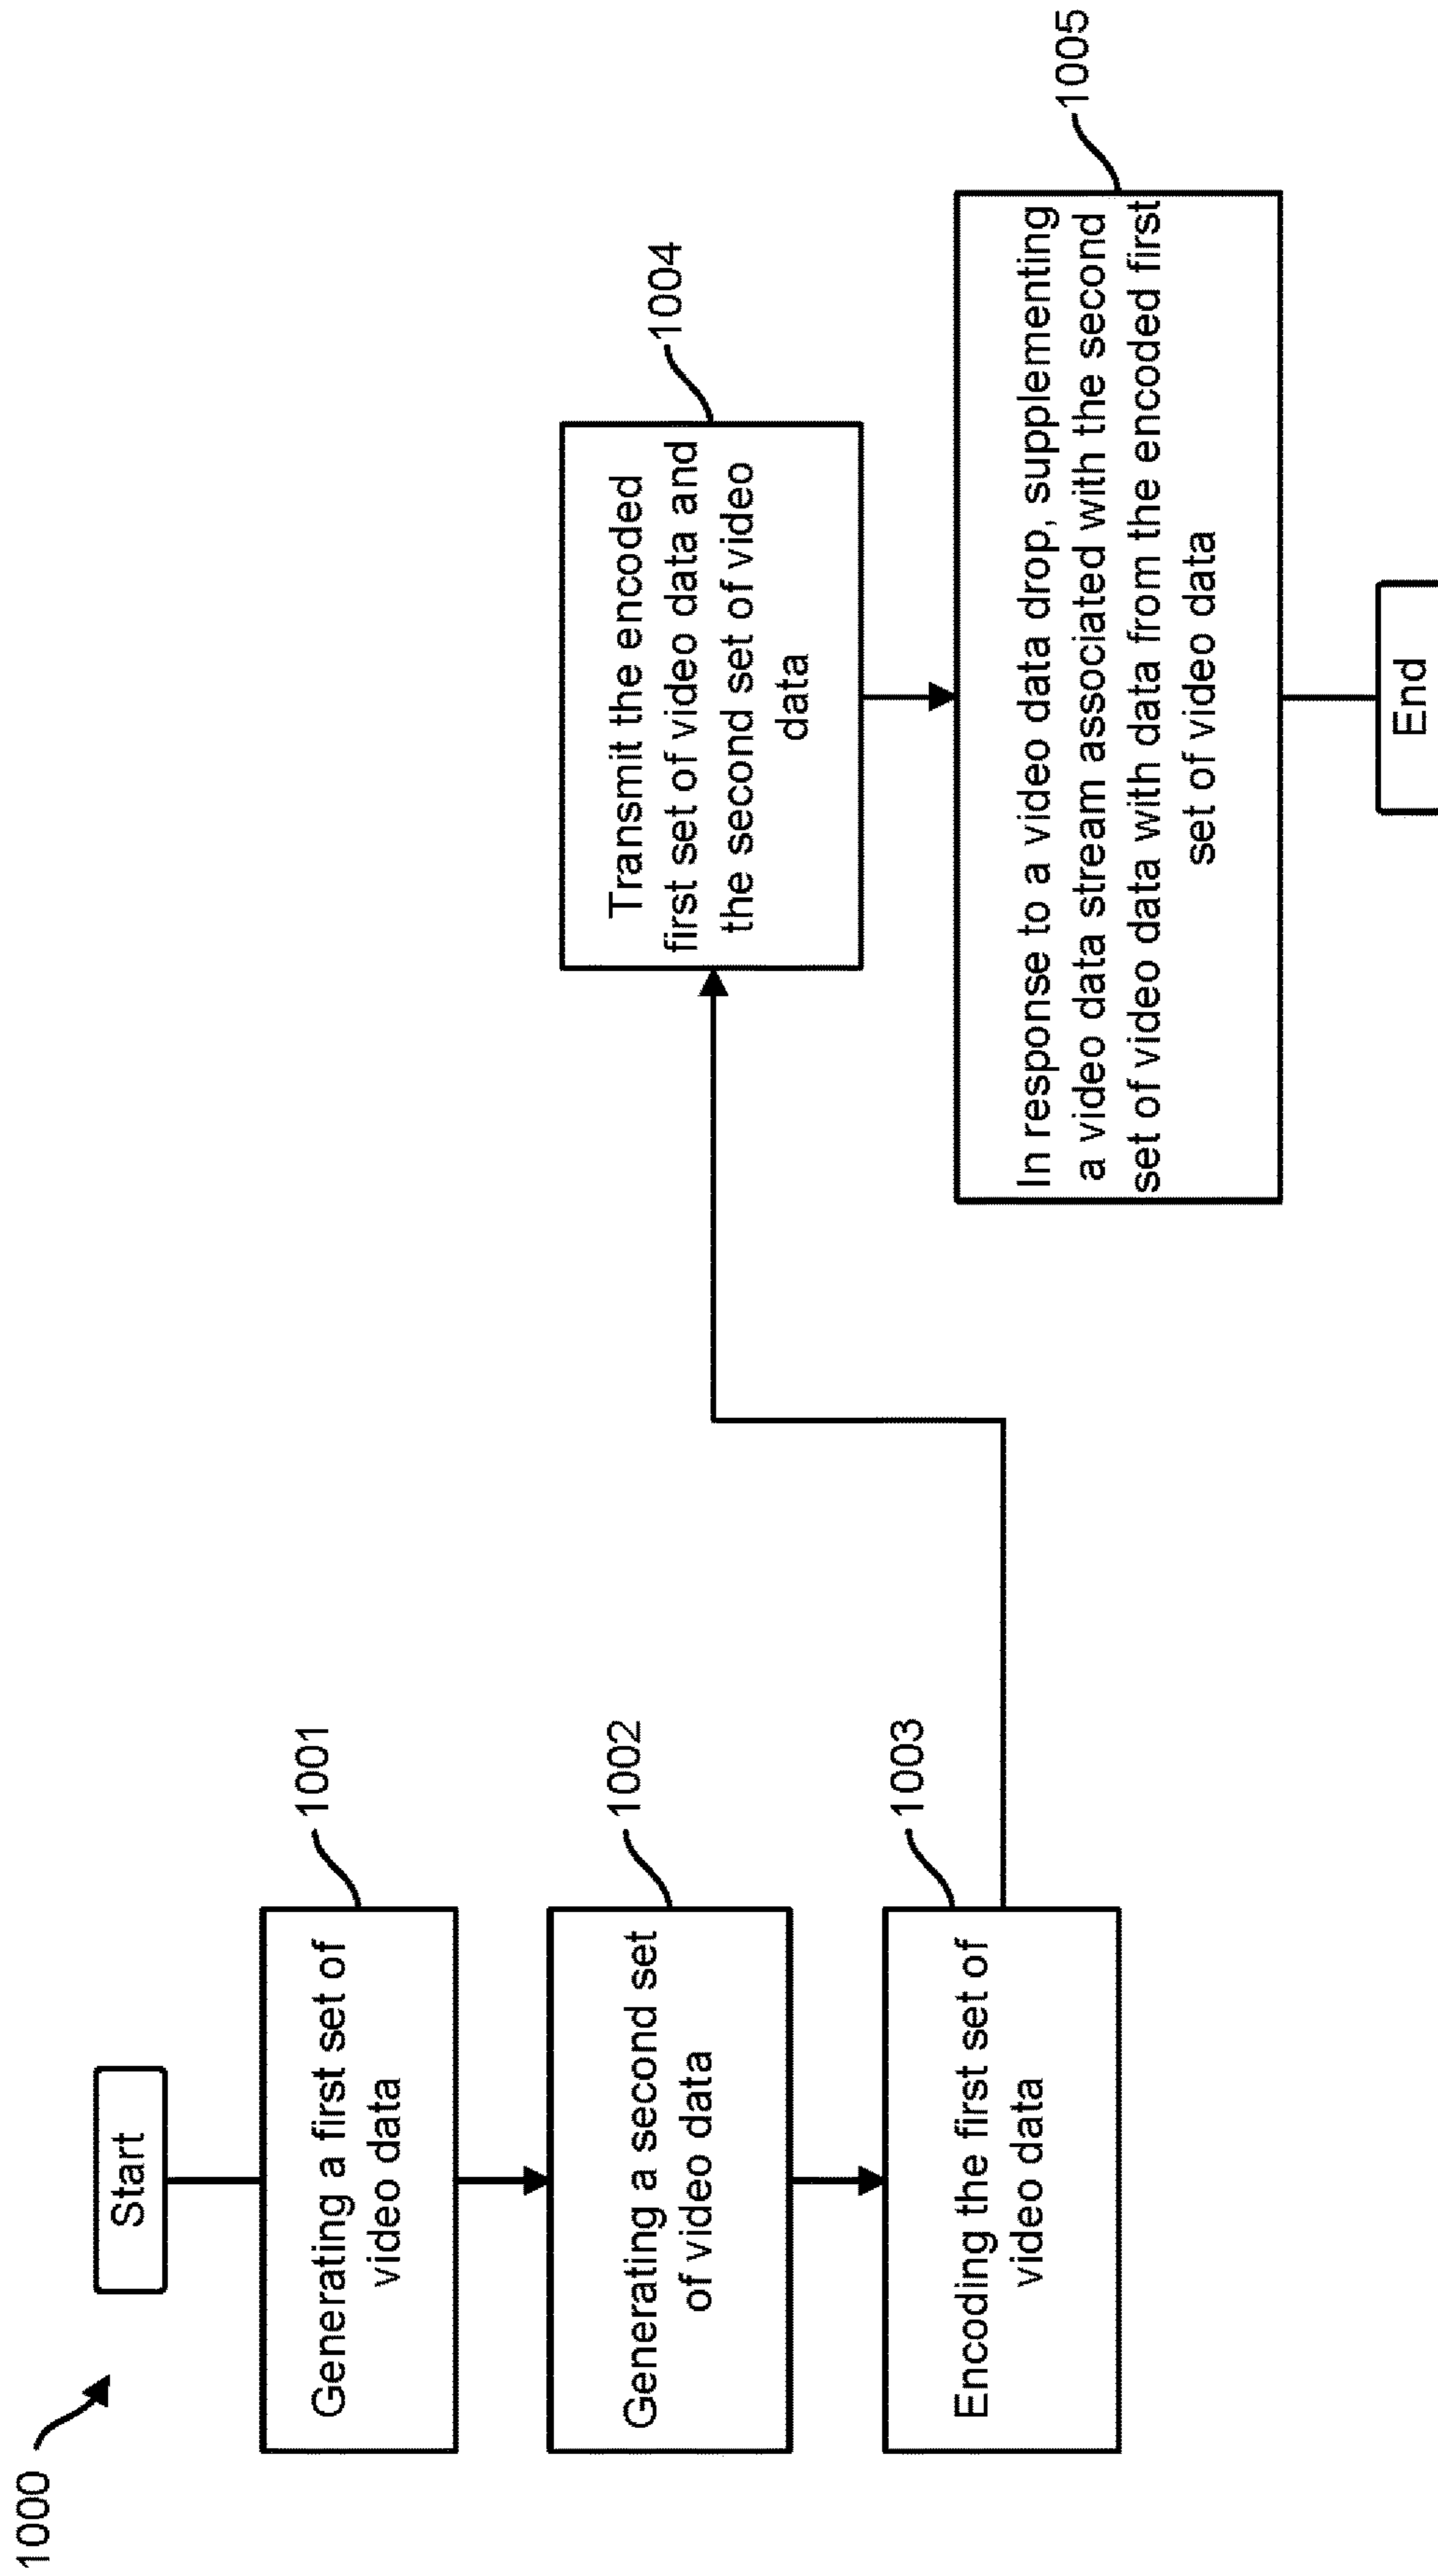 1000
Start
Generating a first set of
video data
1001
Generating a second set
of video data
1002
Encoding the first set of
video data
1003
Transmit the encoded
first set of video data and
the second set of video
data
1004
In response to a video data drop, supplementing
a video data stream associated with the second
set of video data with data from the encoded first
set of video data
1005
End